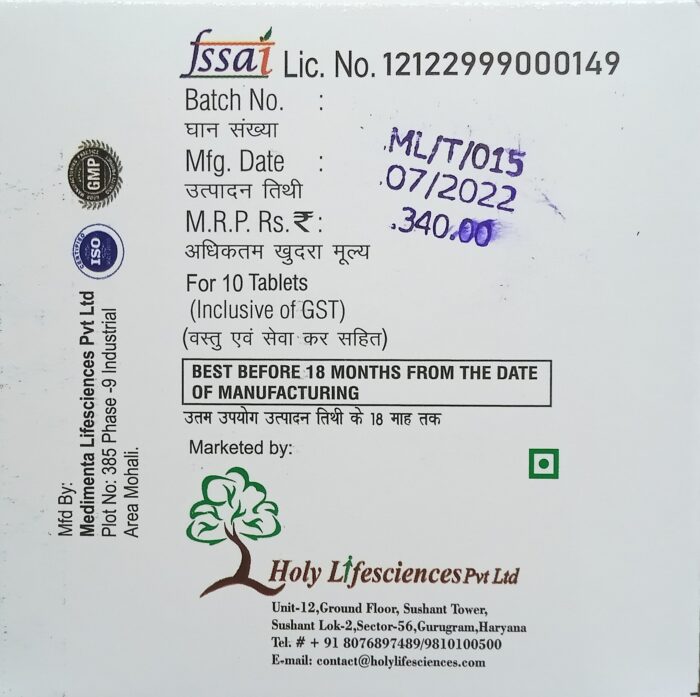 fssai Lic. No. 12122999000149
Batch No. : ML/T/015
घान संख्या
Mfg. Date : 07/2022
उत्पादन तिथी
M.R.P. Rs.₹: .340.00
अधिकतम खुदरा मूल्य
For 10 Tablets
(Inclusive of GST)
(वस्तु एवं सेवा कर सहित)
BEST BEFORE 18 MONTHS FROM THE DATE
OF MANUFACTURING
उतम उपयोग उत्पादन तिथी के 18 माह तक
Marketed by:
Holy Lifesciences Pvt Ltd
Unit-12,Ground Floor, Sushant Tower,
Sushant Lok-2,Sector-56,Gurugram,Haryana
Tel. # + 91 8076897489/9810100500
E-mail: contact@holylifesciences.com
GMP
CERTIFIED
ISO
Mfd By:
Medimenta Lifesciences Pvt Ltd
Plot No: 385 Phase -9 Industrial
Area Mohali.